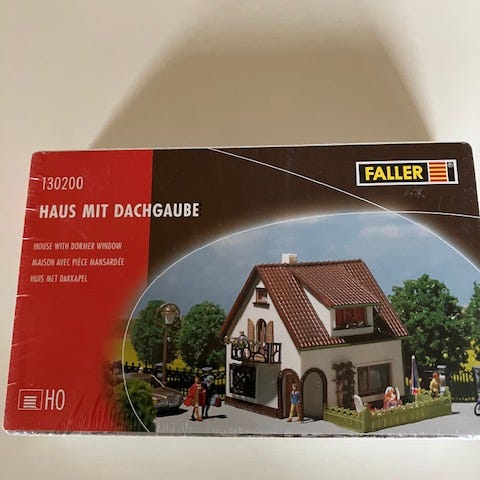 FALLER
130200
HAUS MIT DACHGAUBE
HOUSE WITH DORMER WINDOW
MAISON AVEC PIÈCE MANSARDÉE
HUIS MET DAKKAPEL
H0